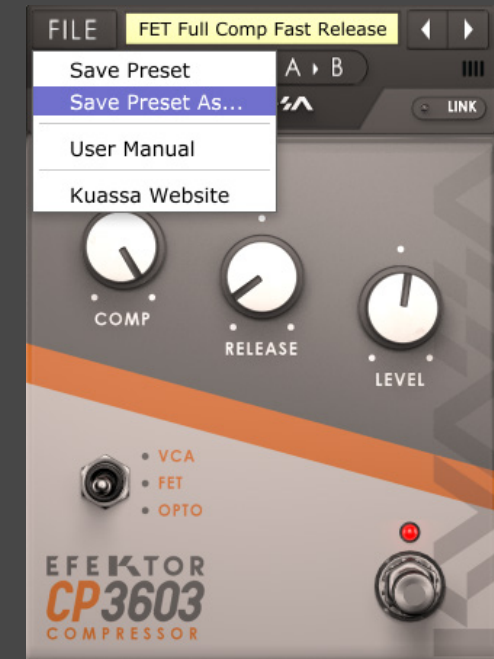 FILE
FET Full Comp Fast Release
Save Preset
A ▸ B
Save Preset As...
LINK
User Manual
Kuassa Website
COMP
RELEASE
LEVEL
VCA
FET
OPTO
EFEKTOR
CP3603
COMPRESSOR